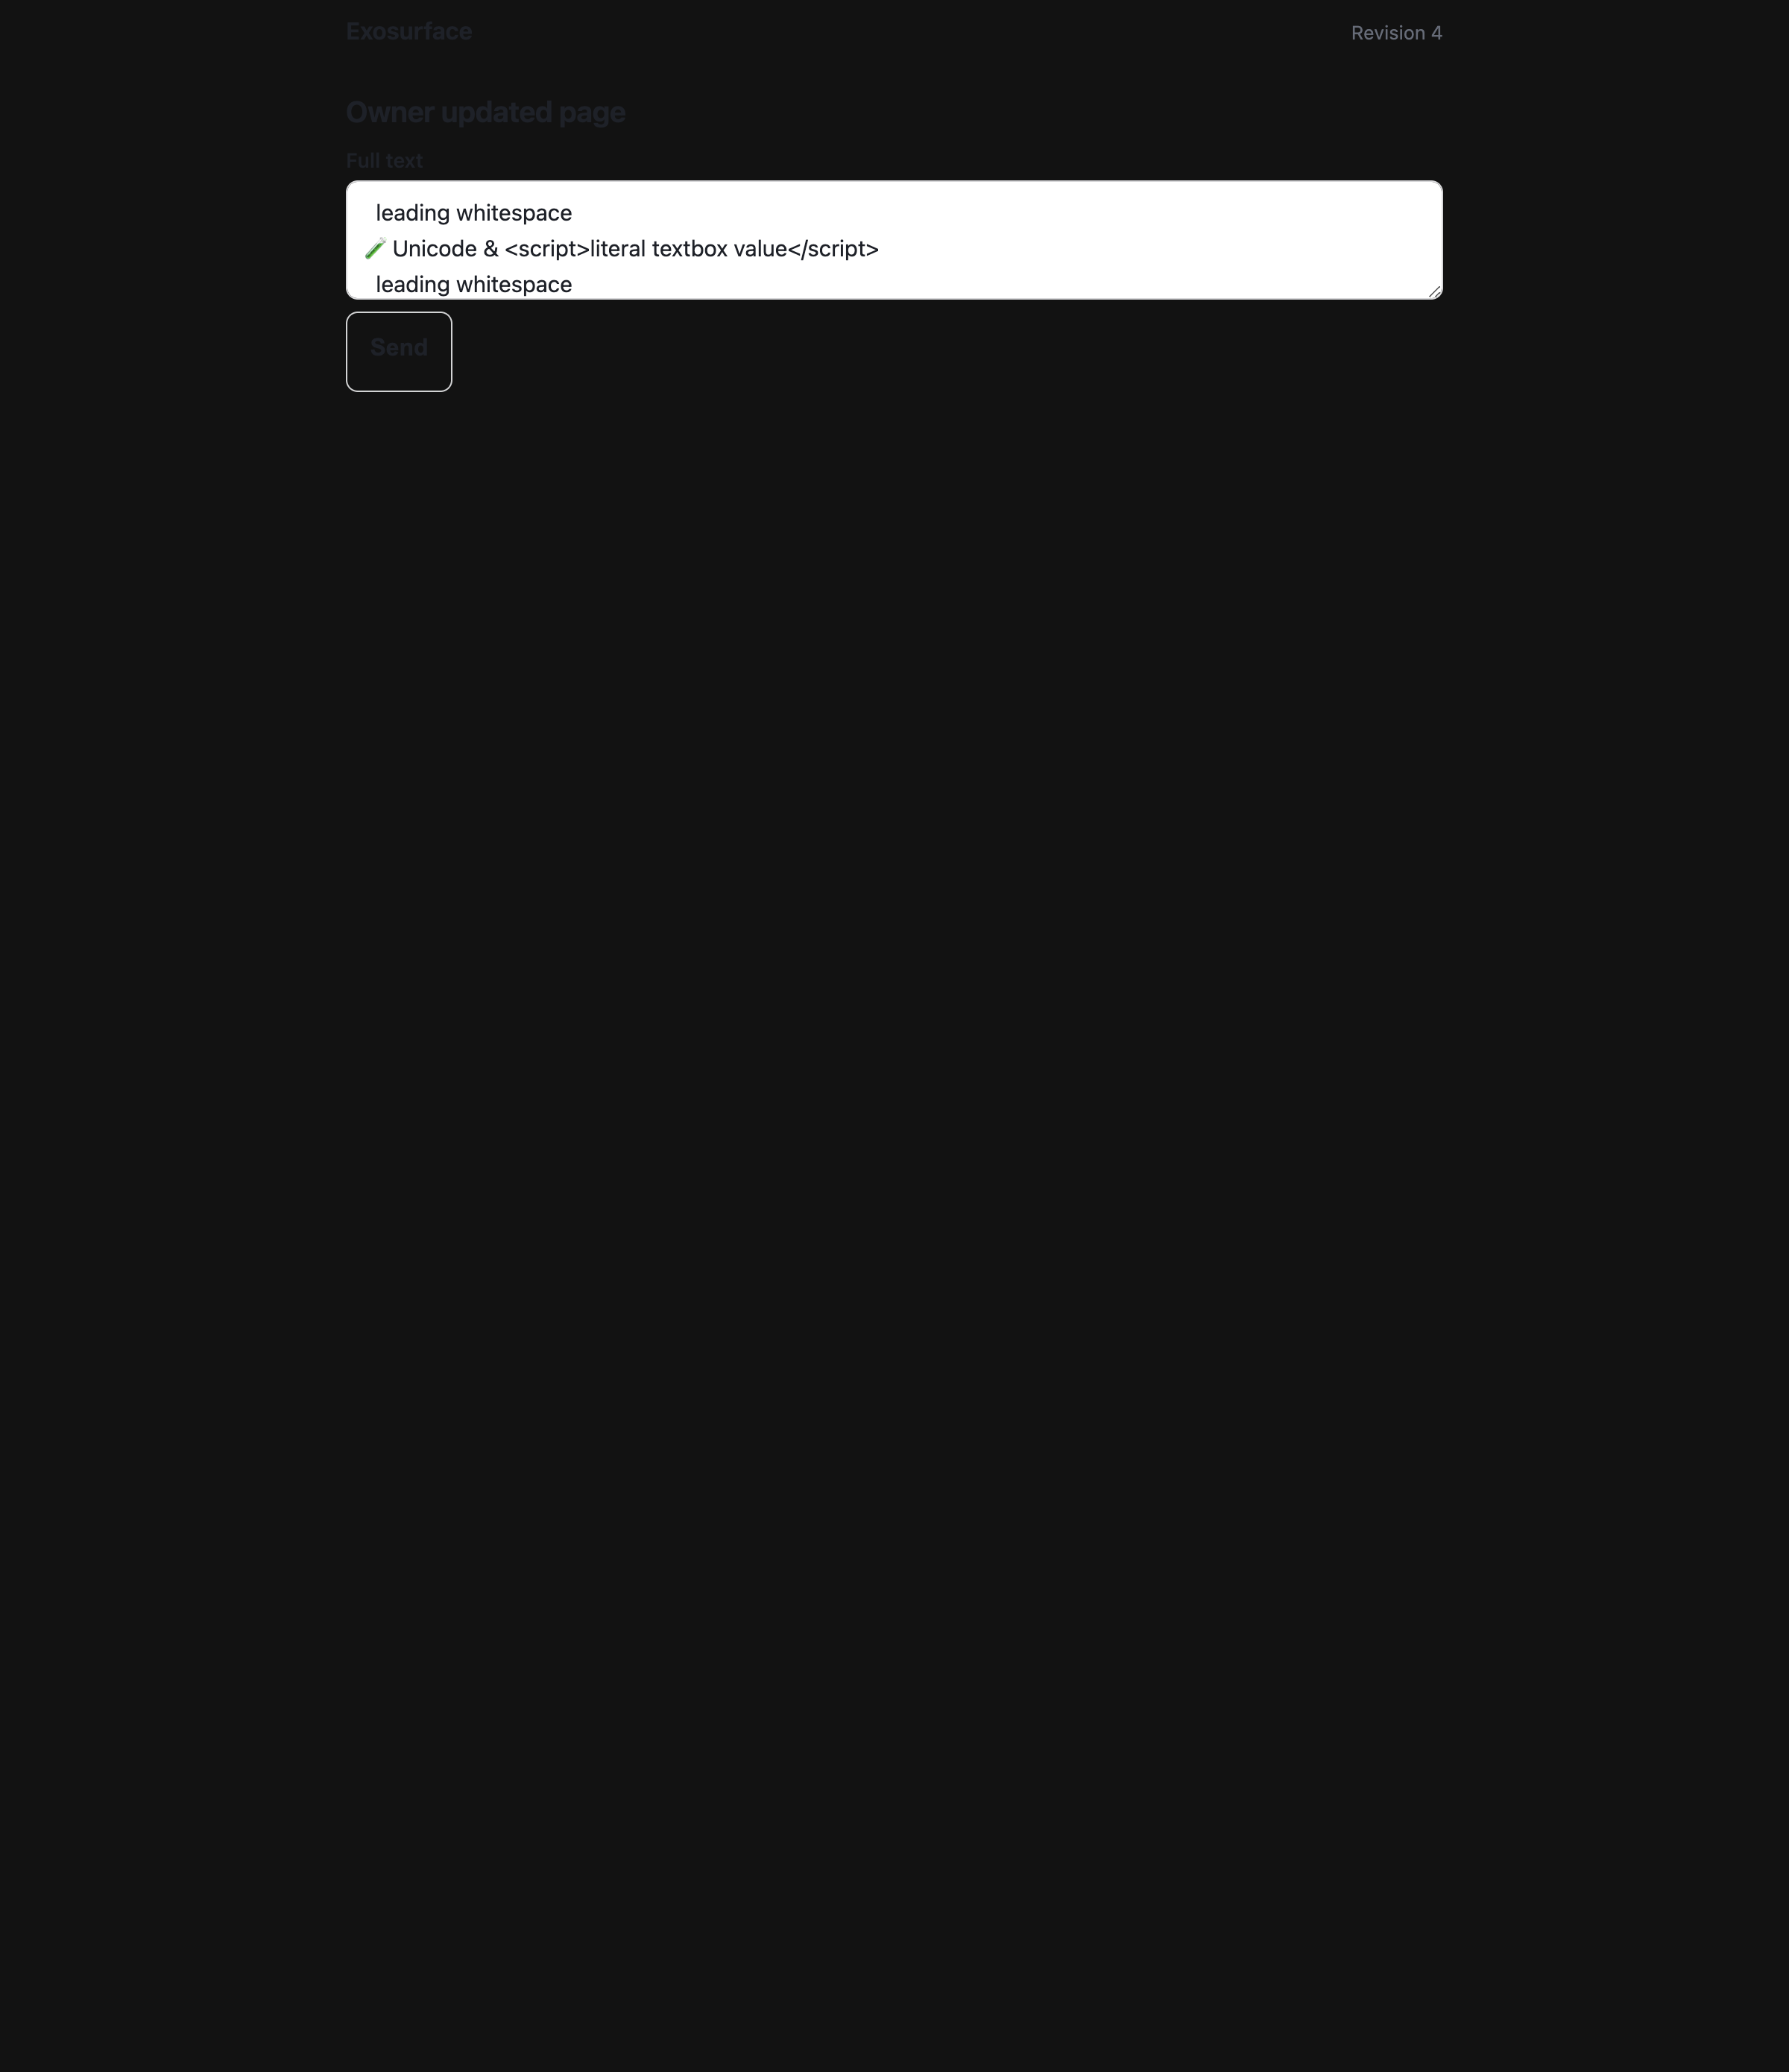 Exosurface
Revision 4
Owner updated page
Full text
leading whitespace
🧪 Unicode & <script>literal textbox value</script>
leading whitespace
Send